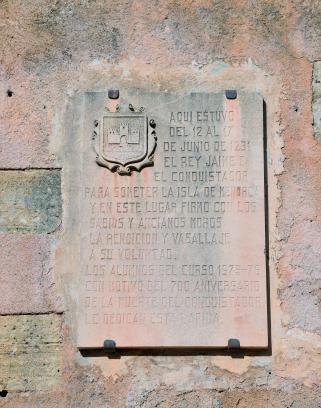 AQUI ESTUVO
DEL 12 AL 17
DE JUNIO DE 1231
EL REY JAIME I
EL CONQUISTADOR
PARA SOMETER LA ISLA DE MENORCA
Y EN ESTE LUGAR FIRMO CON LOS
SABIOS Y ANCIANOS MOROS
LA RENDICION Y VASALLAJE
A SU VOLUNTAD.
LOS ALUMNOS DEL CURSO 1975-76
CON MOTIVO DEL 700 ANIVERSARIO
DE LA MUERTE DEL CONQUISTADOR
LE DEDICAN ESTA LAPIDA